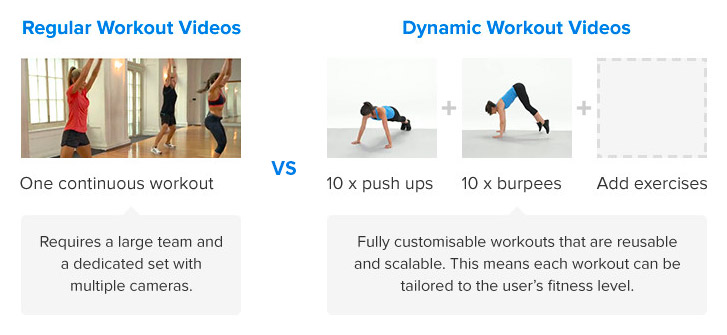 Regular Workout Videos
One continuous workout
Requires a large team and
a dedicated set with
multiple cameras.
VS
Dynamic Workout Videos
+
+
10 x push ups
10 x burpees
Add exercises
Fully customisable workouts that are reusable
and scalable. This means each workout can be
tailored to the user’s fitness level.